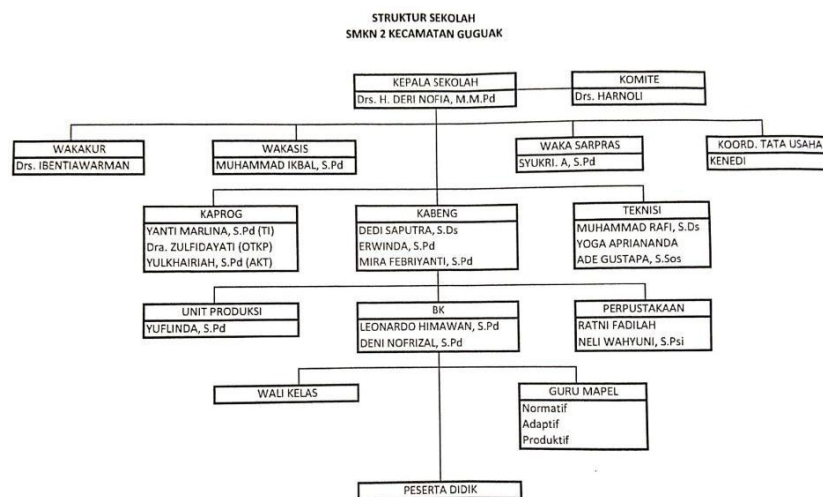 STRUKTUR SEKOLAH
SMKN 2 KECAMATAN GUGUAK
KEPALA SEKOLAH
Drs. H. DERI NOFIA, M.M.Pd
KOMITE
Drs. HARNOLI
WAKAKUR
Drs. IBENTIAWARMAN
WAKASIS
MUHAMMAD IKBAL, S.Pd
WAKA SARPRAS
SYUKRI. A, S.Pd
KOORD. TATA USAHA
KENEDI
KAPROG
YANTI MARLINA, S.Pd (TI)
Dra. ZULFIDAYATI (OTKP)
YULKHAIRIAH, S.Pd (AKT)
KABENG
DEDI SAPUTRA, S.Ds
ERWINDA, S.Pd
MIRA FEBRIYANTI, S.Pd
TEKNISI
MUHAMMAD RAFI, S.Ds
YOGA APRIANANDA
ADE GUSTAPA, S.Sos
UNIT PRODUKSI
YUFLINDA, S.Pd
BK
LEONARDO HIMAWAN, S.Pd
DENI NOFRIZAL, S.Pd
PERPUSTAKAAN
RATNI FADILAH
NELI WAHYUNI, S.Psi
WALI KELAS
GURU MAPEL
Normatif
Adaptif
Produktif
PESERTA DIDIK